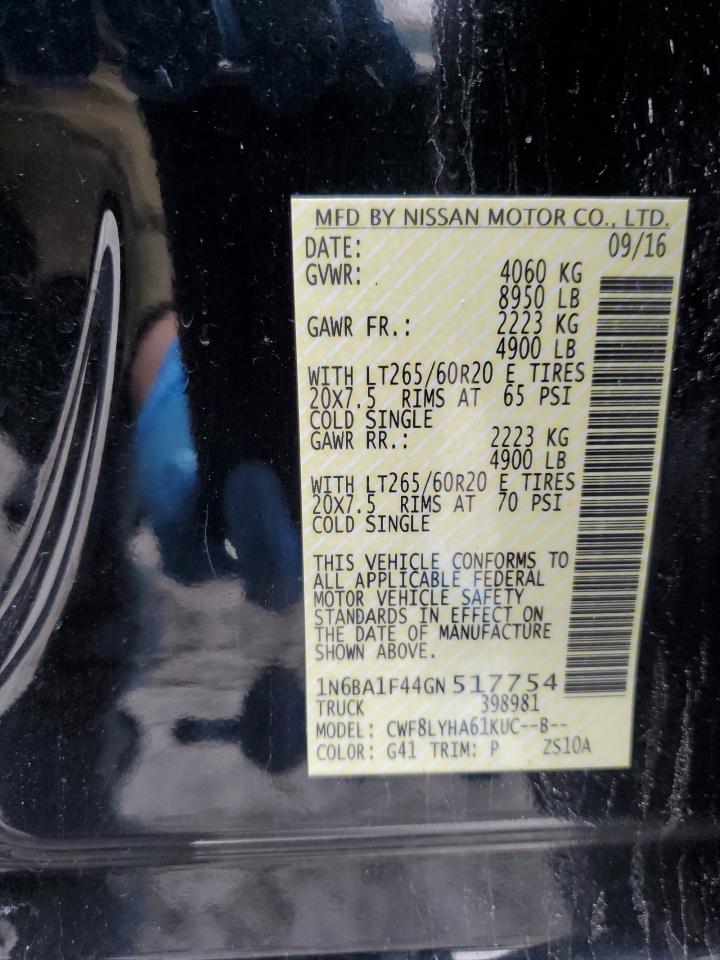 MFD BY NISSAN MOTOR CO., LTD.
DATE: 09/16
GVWR: 4060 KG
8950 LB
GAWR FR.: 2223 KG
4900 LB
WITH LT265/60R20 E TIRES
20X7.5 RIMS AT 65 PSI
COLD SINGLE
GAWR RR.: 2223 KG
4900 LB
WITH LT265/60R20 E TIRES
20X7.5 RIMS AT 70 PSI
COLD SINGLE
THIS VEHICLE CONFORMS TO
ALL APPLICABLE FEDERAL
MOTOR VEHICLE SAFETY
STANDARDS IN EFFECT ON
THE DATE OF MANUFACTURE
SHOWN ABOVE.
1N6BA1F44GN517754
TRUCK 398981
MODEL: CWF8LYHA61KUC--B--
COLOR: G41 TRIM: P ZS10A